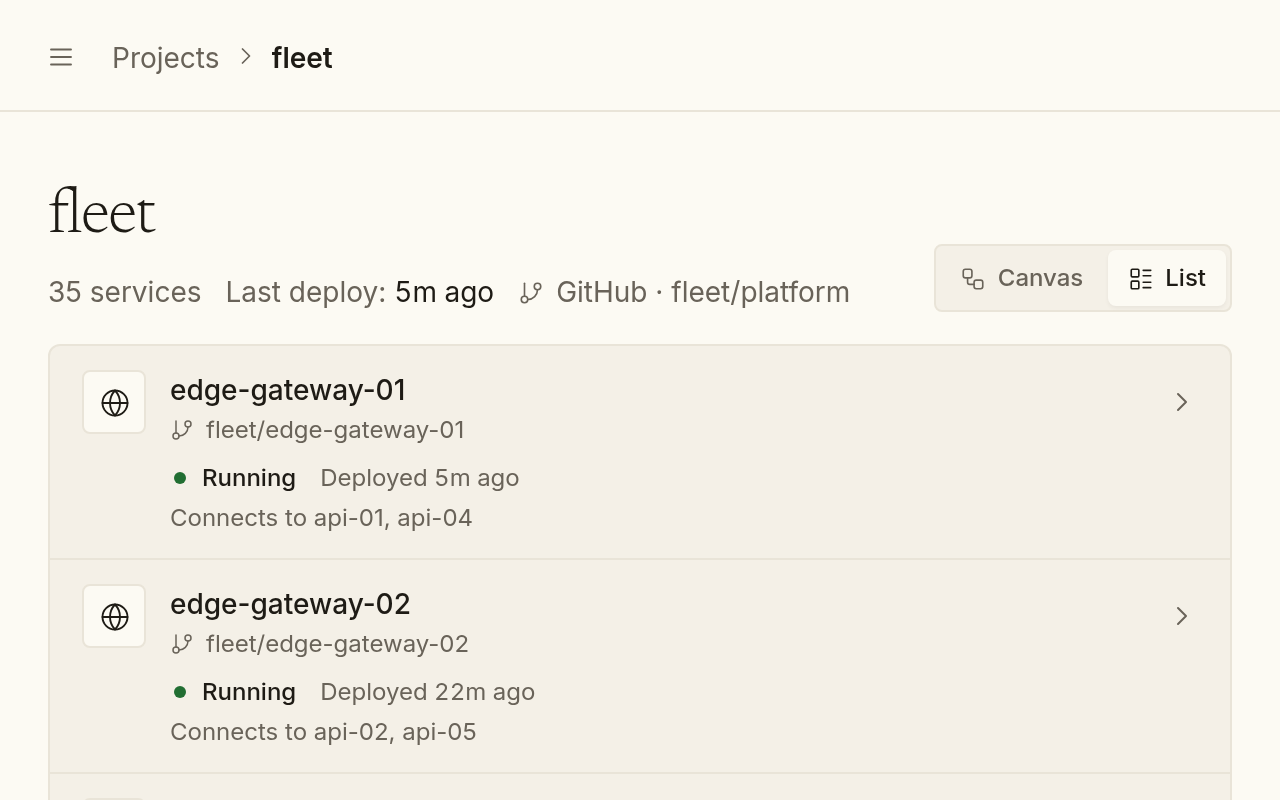 Projects
fleet
fleet
35 services
Last deploy: 5m ago
GitHub · fleet/platform
Canvas
List
edge-gateway-01
fleet/edge-gateway-01
Running
Deployed 5m ago
Connects to api-01, api-04
edge-gateway-02
fleet/edge-gateway-02
Running
Deployed 22m ago
Connects to api-02, api-05